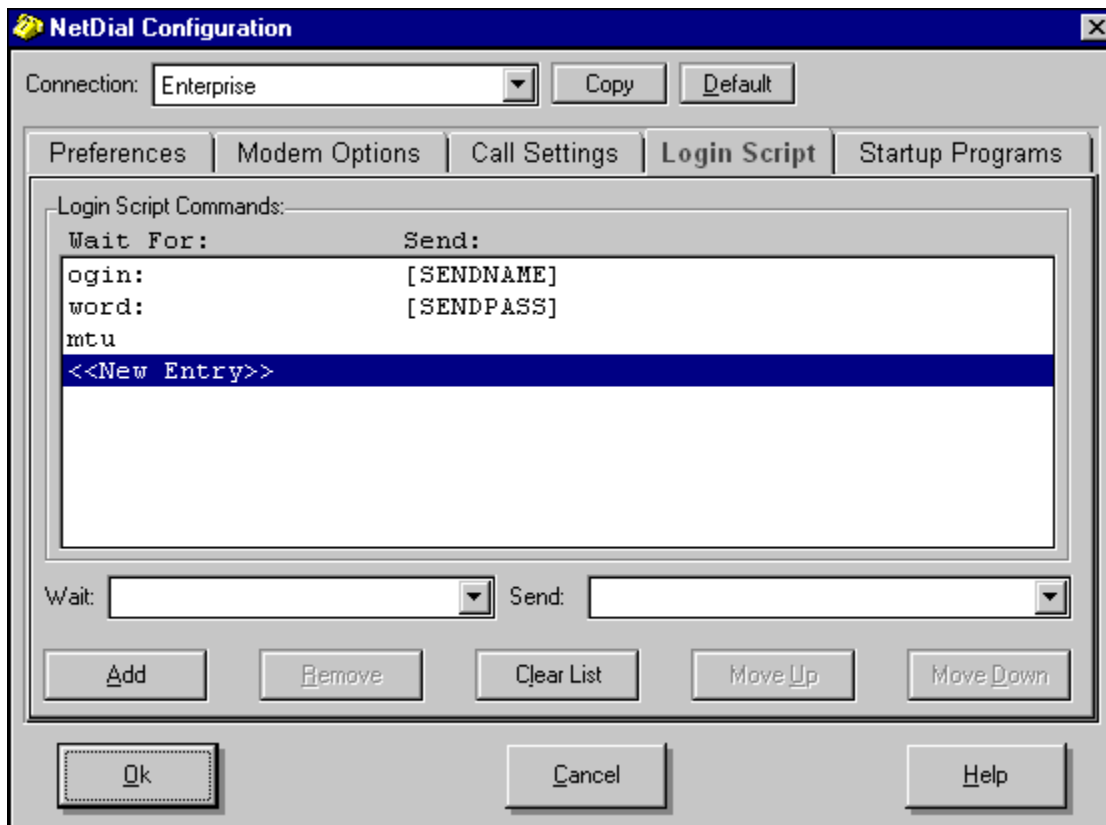 NetDial Configuration
Connection: Enterprise Copy Default
Preferences Modem Options Call Settings Login Script Startup Programs
Login Script Commands:
Wait For: Send:
ogin: [SENDNAME]
word: [SENDPASS]
mtu
<<New Entry>>
Wait: Send:
Add Remove Clear List Move Up Move Down
Ok Cancel Help